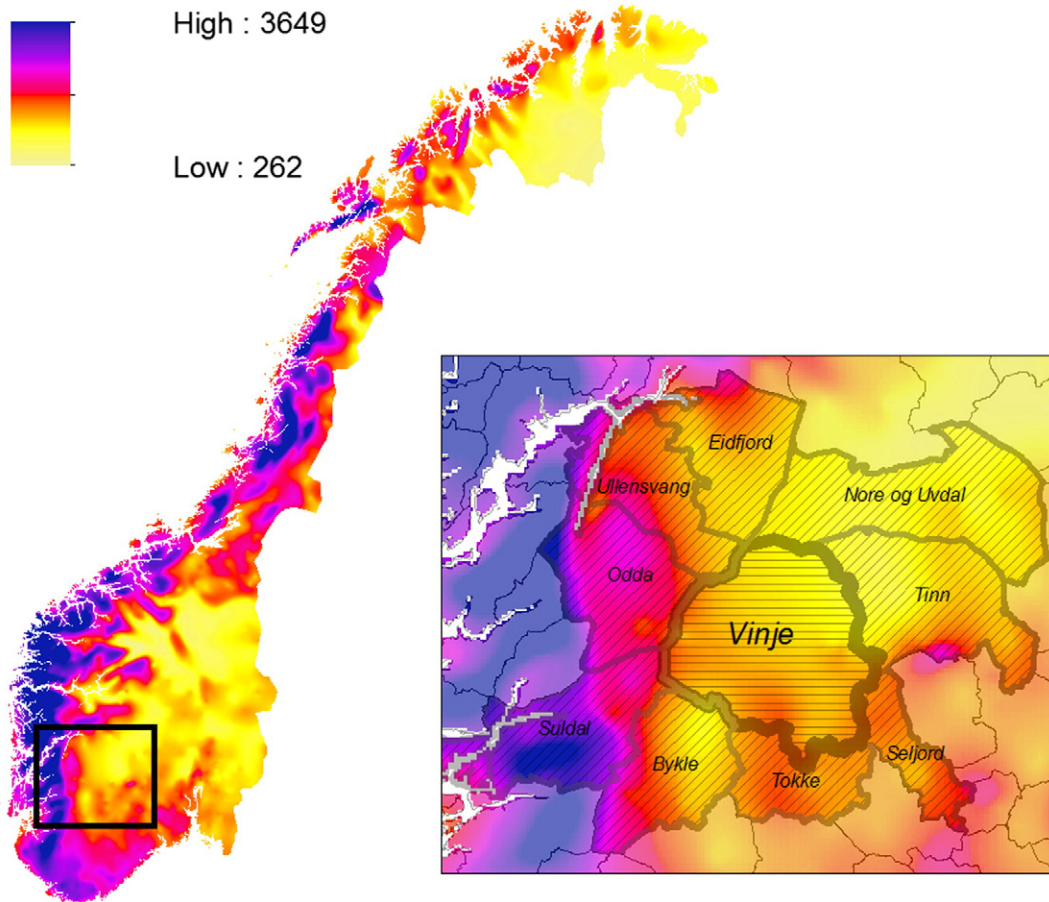 High : 3649
Low : 262
Eidfjord
Ullensvang
Nore og Uvdal
Odda
Tinn
Vinje
Suldal
Bykle
Tokke
Seljord